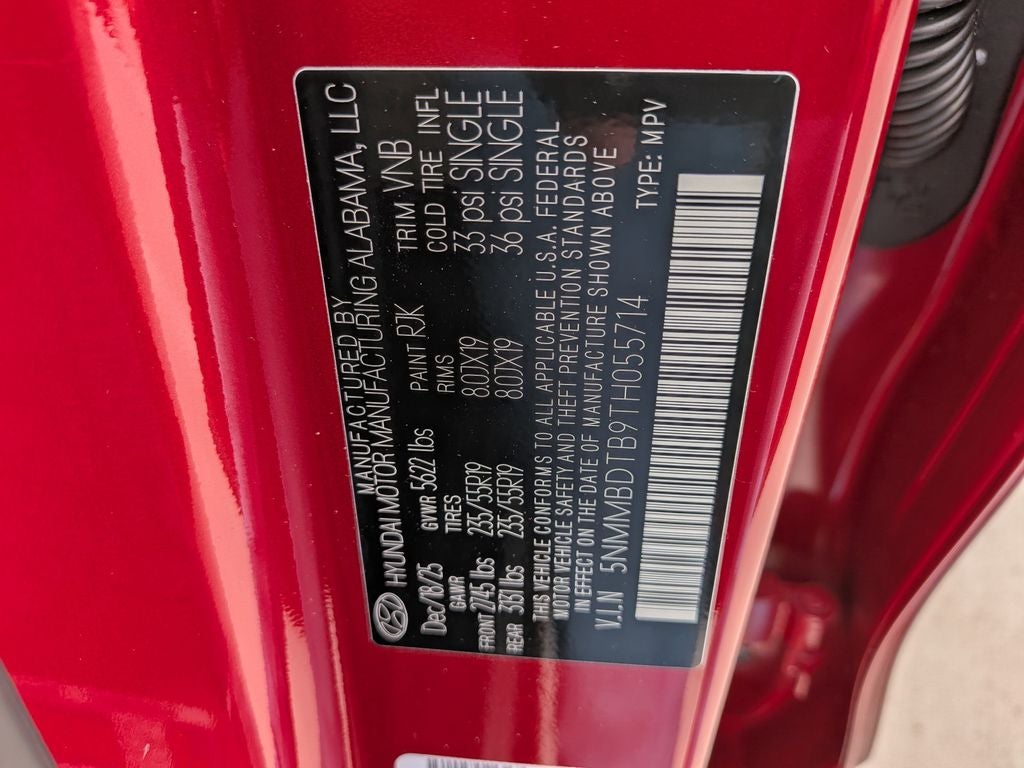 MANUFACTURED BY
HYUNDAI MOTOR MANUFACTURING ALABAMA, LLC
Dec/18/25 GVWR 5622 lbs PAINT R7K TRIM VNB
GAWR TIRES RIMS COLD TIRE INFL
FRONT 2745 lbs 235/55R19 8.0JX19 33 psi SINGLE
REAR 3651 lbs 235/55R19 8.0JX19 36 psi SINGLE
THIS VEHICLE CONFORMS TO ALL APPLICABLE U.S.A. FEDERAL
MOTOR VEHICLE SAFETY AND THEFT PREVENTION STANDARDS
IN EFFECT ON THE DATE OF MANUFACTURE SHOWN ABOVE
V.I.N 5NMMBDTB9TH055714 TYPE: MPV